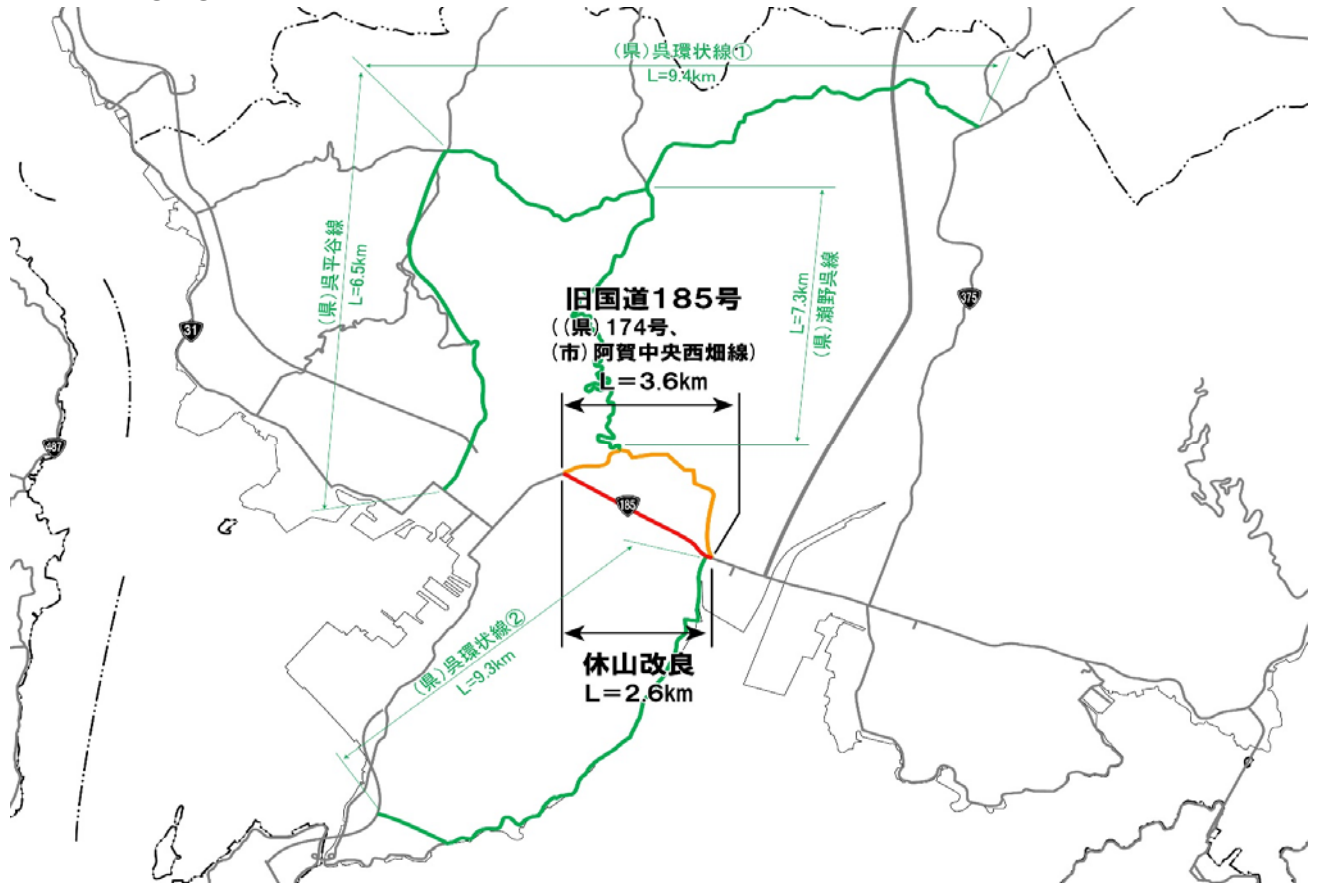 (県)呉環状線①
L=9.4km
(県)呉平谷線
L=6.5km
31
487
旧国道185号
((県)174号、
(市)阿賀中央西畑線)
L=3.6km
L=7.3km
(県)瀬野呉線
375
185
(県)呉環状線②
L=9.3km
休山改良
L=2.6km